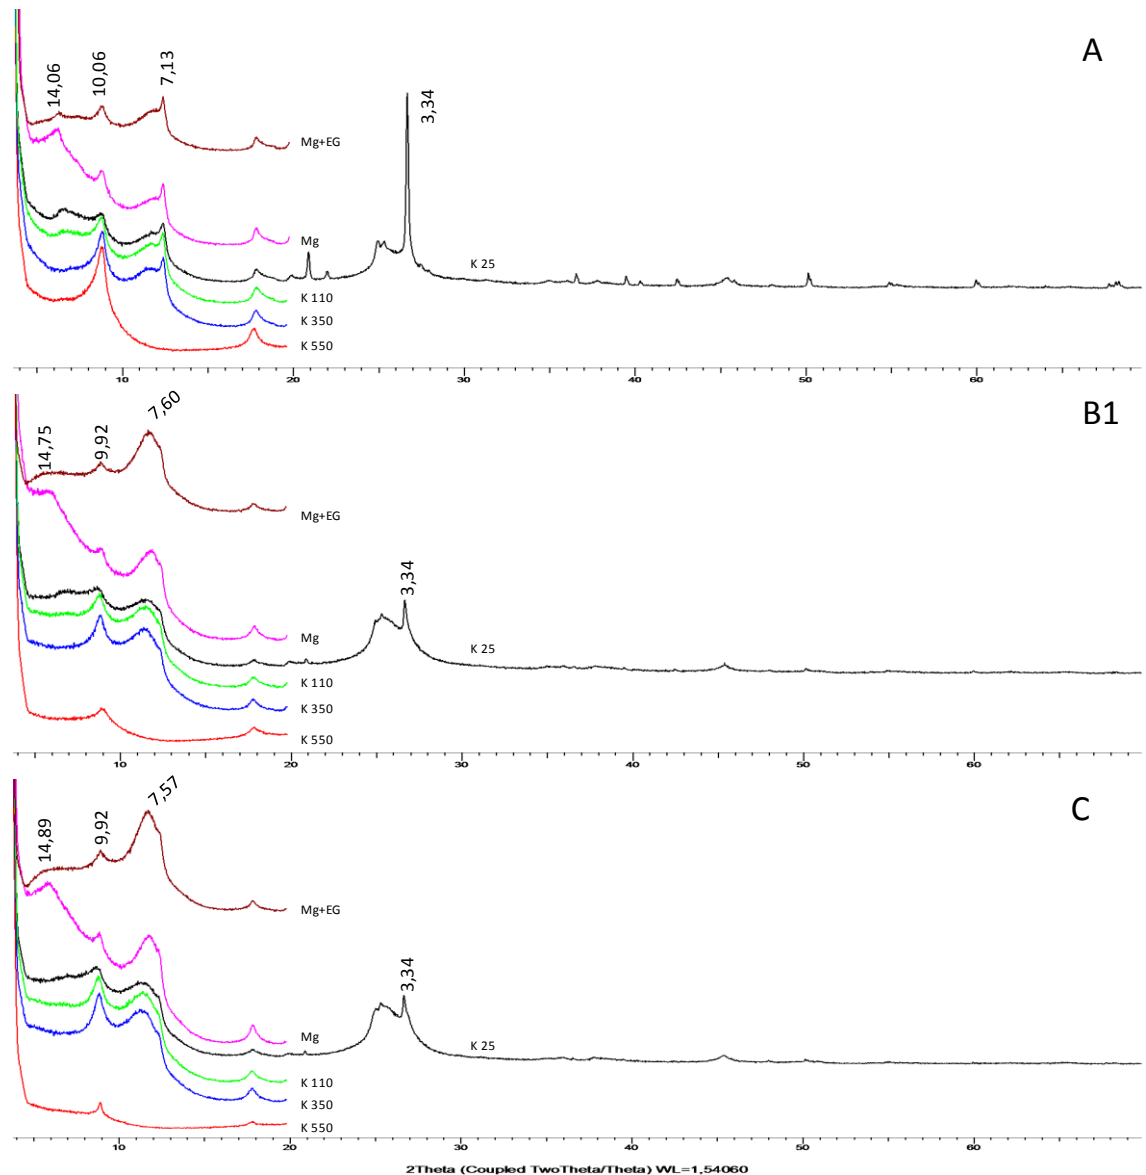 A
14,06
10,06
7,13
3,34
Mg+EG
Mg
K 25
K 110
K 350
K 550
10 20 30 40 50 60
B1
14,75
9,92
7,60
3,34
Mg+EG
Mg
K 25
K 110
K 350
K 550
10 20 30 40 50 60
C
14,89
9,92
7,57
3,34
Mg+EG
Mg
K 25
K 110
K 350
K 550
10 20 30 40 50 60
2Theta (Coupled TwoTheta/Theta) WL=1,54060